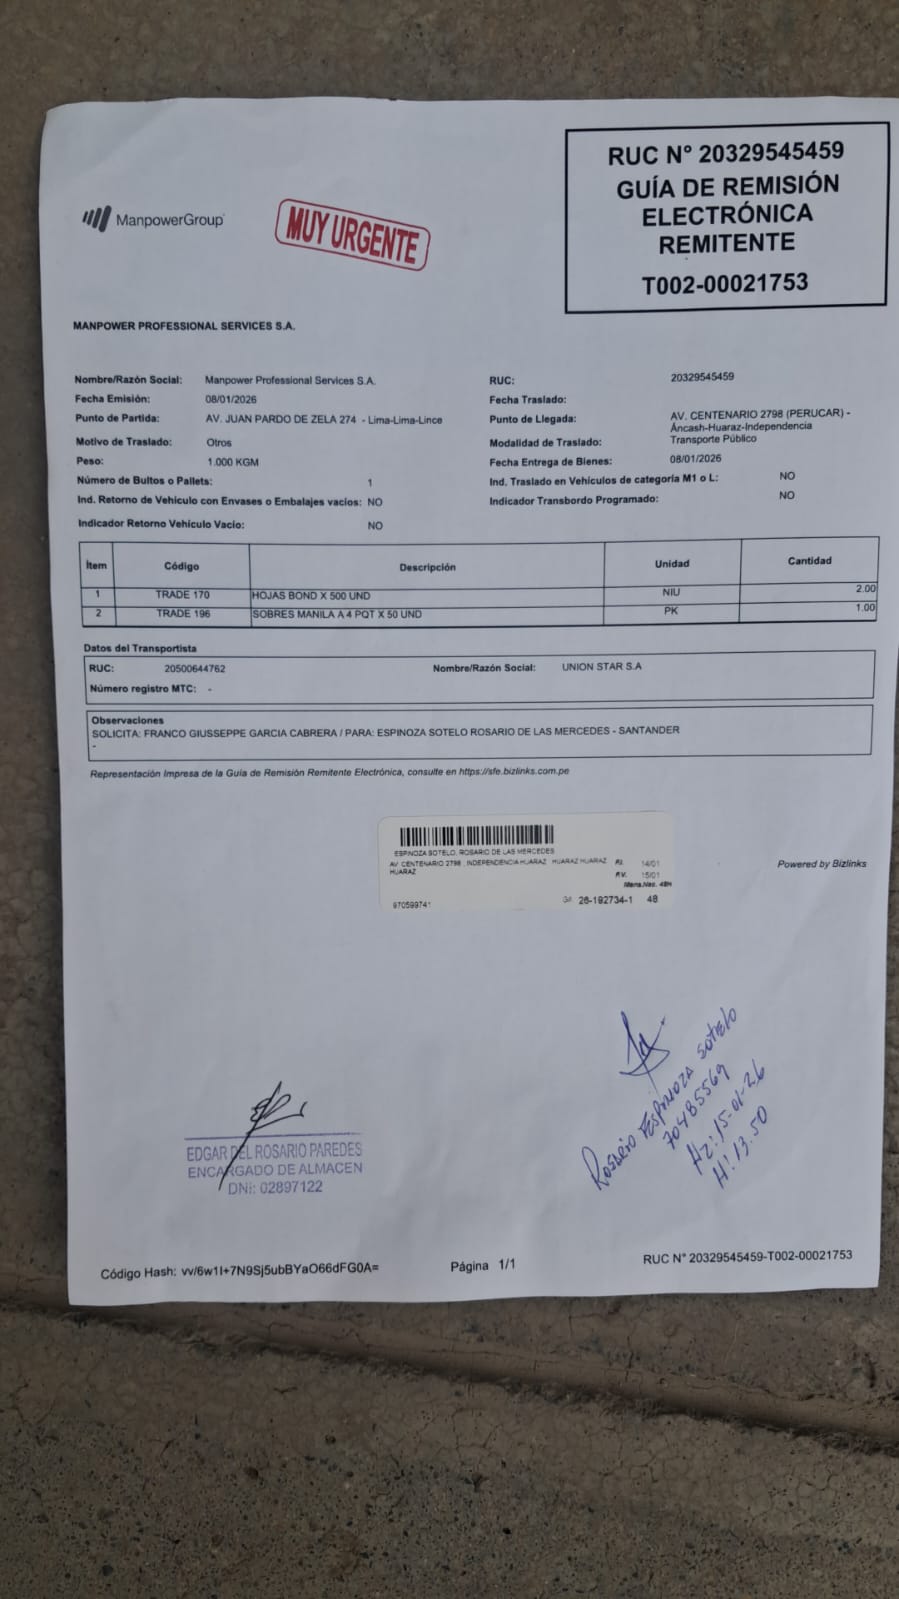 RUC N° 20329545459
GUÍA DE REMISIÓN
ELECTRÓNICA
REMITENTE
T002-00021753
ManpowerGroup
MUY URGENTE
MANPOWER PROFESSIONAL SERVICES S.A.
Nombre/Razón Social: Manpower Professional Services S.A. RUC: 20329545459
Fecha Emisión: 08/01/2026 Fecha Traslado:
Punto de Partida: AV. JUAN PARDO DE ZELA 274 - Lima-Lima-Lince Punto de Llegada: AV. CENTENARIO 2798 (PERUCAR) -
Áncash-Huaraz-Independencia
Motivo de Traslado: Otros Modalidad de Traslado: Transporte Público
Peso: 1.000 KGM Fecha Entrega de Bienes: 08/01/2026
Número de Bultos o Pallets: 1 Ind. Traslado en Vehículos de categoría M1 o L: NO
Ind. Retorno de Vehículo con Envases o Embalajes vacíos: NO Indicador Transbordo Programado: NO
Indicador Retorno Vehículo Vacío: NO
Ítem Código Descripción Unidad Cantidad
1 TRADE 170 HOJAS BOND X 500 UND NIU 2.00
2 TRADE 196 SOBRES MANILA A 4 PQT X 50 UND PK 1.00
Datos del Transportista
RUC: 20500644762 Nombre/Razón Social: UNION STAR S.A
Número registro MTC: -
Observaciones
SOLICITA: FRANCO GIUSSEPPE GARCIA CABRERA / PARA: ESPINOZA SOTELO ROSARIO DE LAS MERCEDES - SANTANDER
-
Representación Impresa de la Guía de Remisión Remitente Electrónica, consulte en https://sfe.bizlinks.com.pe
ESPINOZA SOTELO, ROSARIO DE LAS MERCEDES
AV CENTENARIO 2798 , INDEPENDENCIA HUARAZ HUARAZ HUARAZ 14/01
HUARAZ 15/01
Mens.Nac. 48H
26-192734-1 48
Powered by Bizlinks
Rosario Espinoza Sotelo
70485569
Hz: 15-01-26
H: 13.50
EDGAR DEL ROSARIO PAREDES
ENCARGADO DE ALMACEN
DNi: 02897122
Código Hash: vv/6w1I+7N9Sj5ubBYaO66dFG0A= Página 1/1 RUC N° 20329545459-T002-00021753